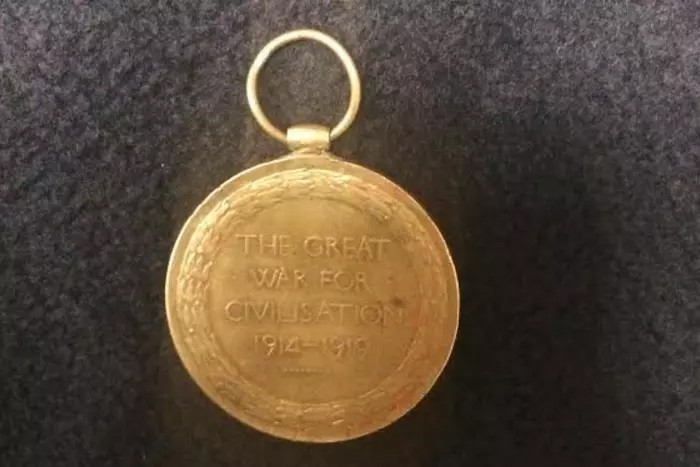 THE GREAT
WAR FOR
CIVILISATION
1914-1919